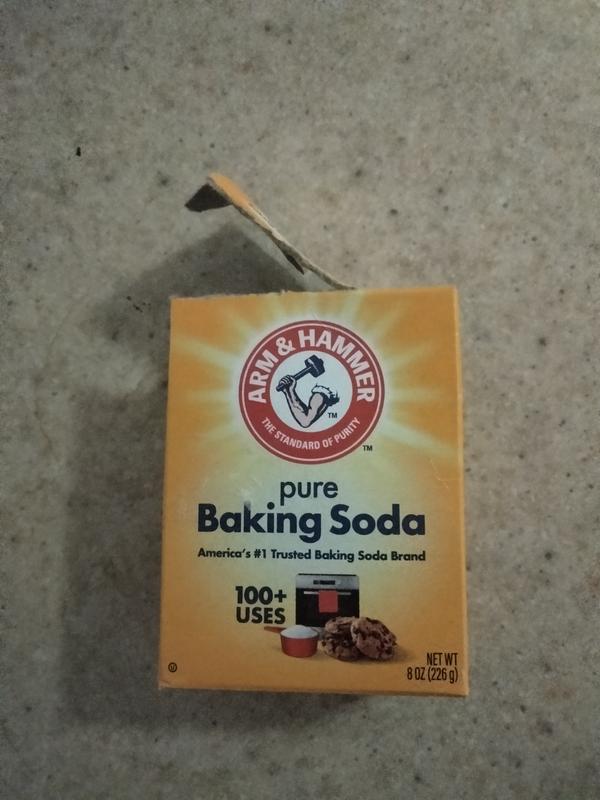 ARM & HAMMER
TM
THE STANDARD OF PURITY
TM
pure
Baking Soda
America's #1 Trusted Baking Soda Brand
100+
USES
U
NET WT
8 OZ (226 g)